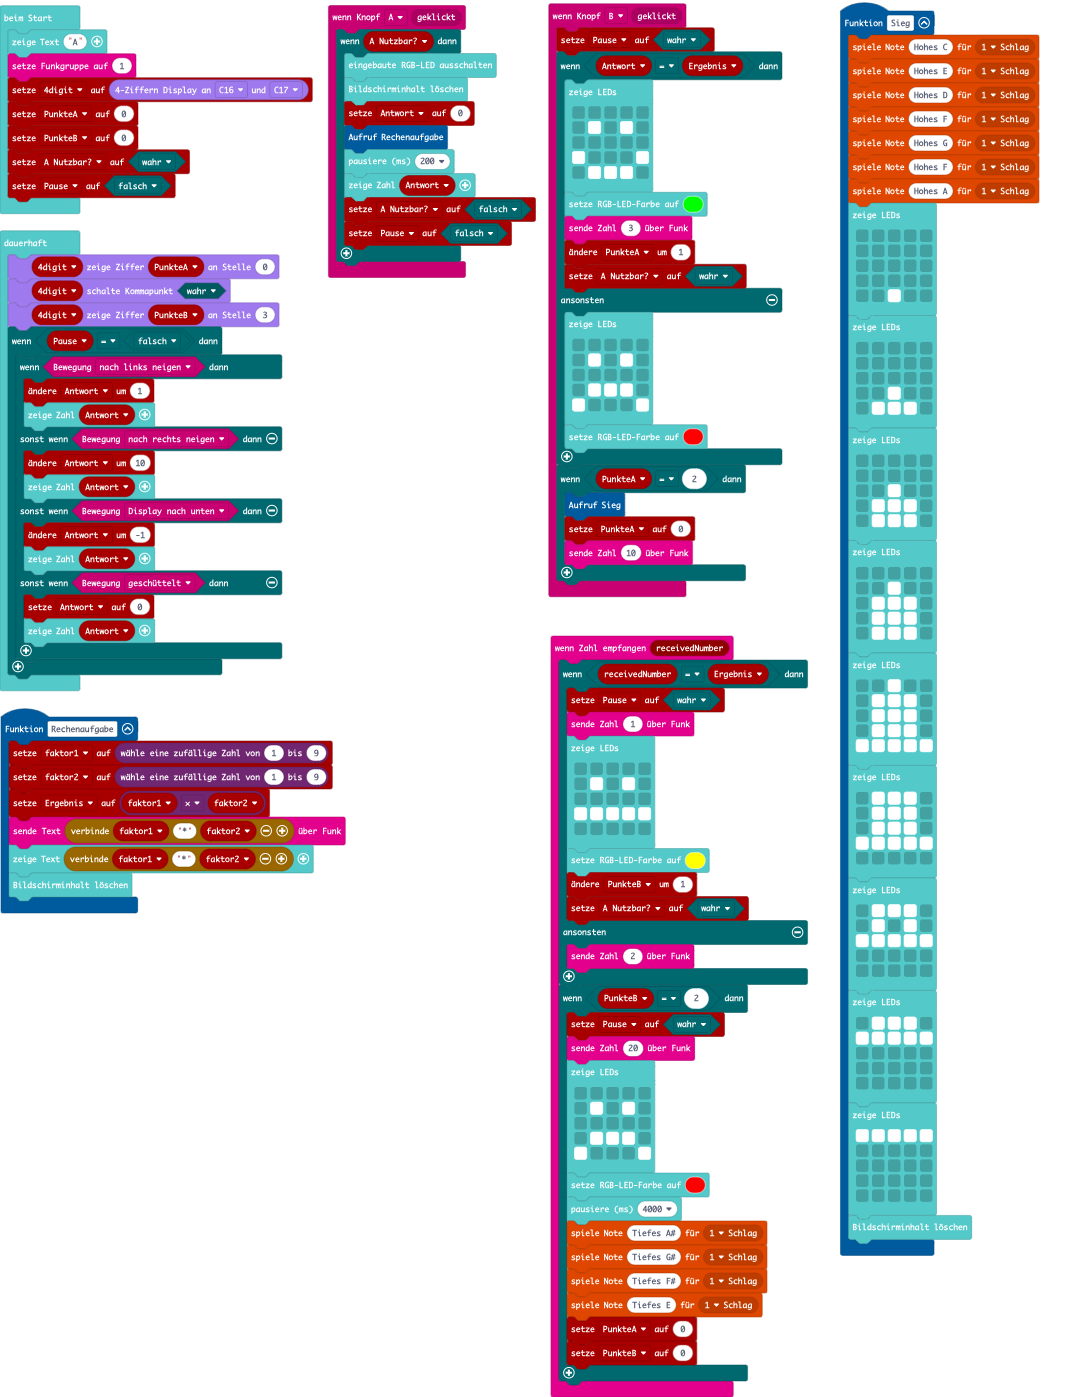 beim Start
zeige Text "A"
setze Funkgruppe auf 1
setze 4digit auf 4-Ziffern Display an C16 und C17
setze PunkteA auf 0
setze PunkteB auf 0
setze A Nutzbar? auf wahr
setze Pause auf falsch
dauerhaft
4digit zeige Ziffer PunkteA an Stelle 0
4digit schalte Kommapunkt wahr
4digit zeige Ziffer PunkteB an Stelle 3
wenn Pause = falsch dann
wenn Bewegung nach links neigen dann
ändere Antwort um 1
zeige Zahl Antwort
sonst wenn Bewegung nach rechts neigen dann
ändere Antwort um 10
zeige Zahl Antwort
sonst wenn Bewegung Display nach unten dann
ändere Antwort um -1
zeige Zahl Antwort
sonst wenn Bewegung geschüttelt dann
setze Antwort auf 0
zeige Zahl Antwort
Funktion Rechenaufgabe
setze faktor1 auf wähle eine zufällige Zahl von 1 bis 9
setze faktor2 auf wähle eine zufällige Zahl von 1 bis 9
setze Ergebnis auf faktor1 × faktor2
sende Text verbinde faktor1 "*" faktor2 über Funk
zeige Text verbinde faktor1 "*" faktor2
Bildschirminhalt löschen
wenn Knopf A geklickt
wenn A Nutzbar? dann
eingebaute RGB-LED ausschalten
Bildschirminhalt löschen
setze Antwort auf 0
Aufruf Rechenaufgabe
pausiere (ms) 200
zeige Zahl Antwort
setze A Nutzbar? auf falsch
setze Pause auf falsch
wenn Knopf B geklickt
setze Pause auf wahr
wenn Antwort = Ergebnis dann
zeige LEDs
setze RGB-LED-Farbe auf
sende Zahl 3 über Funk
ändere PunkteA um 1
setze A Nutzbar? auf wahr
ansonsten
zeige LEDs
setze RGB-LED-Farbe auf
wenn PunkteA = 2 dann
Aufruf Sieg
setze PunkteA auf 0
sende Zahl 10 über Funk
wenn Zahl empfangen receivedNumber
wenn receivedNumber = Ergebnis dann
setze Pause auf wahr
sende Zahl 1 über Funk
zeige LEDs
setze RGB-LED-Farbe auf
ändere PunkteB um 1
setze A Nutzbar? auf wahr
ansonsten
sende Zahl 2 über Funk
wenn PunkteB = 2 dann
setze Pause auf wahr
sende Zahl 20 über Funk
zeige LEDs
setze RGB-LED-Farbe auf
pausiere (ms) 4000
spiele Note Tiefes A# für 1 Schlag
spiele Note Tiefes G# für 1 Schlag
spiele Note Tiefes F# für 1 Schlag
spiele Note Tiefes E für 1 Schlag
setze PunkteA auf 0
setze PunkteB auf 0
Funktion Sieg
spiele Note Hohes C für 1 Schlag
spiele Note Hohes E für 1 Schlag
spiele Note Hohes D für 1 Schlag
spiele Note Hohes F für 1 Schlag
spiele Note Hohes G für 1 Schlag
spiele Note Hohes F für 1 Schlag
spiele Note Hohes A für 1 Schlag
zeige LEDs
zeige LEDs
zeige LEDs
zeige LEDs
zeige LEDs
zeige LEDs
zeige LEDs
zeige LEDs
zeige LEDs
Bildschirminhalt löschen